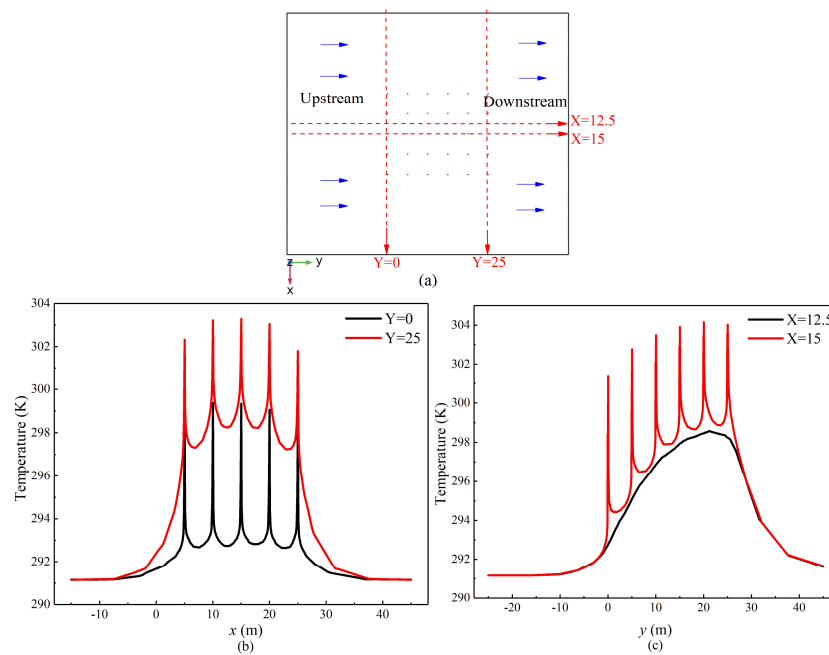 Upstream
Downstream
X=12.5
X=15
z
y
x
Y=0
Y=25
(a)
304
302
300
298
296
294
292
290
Temperature (K)
Y=0
Y=25
-10
0
10
20
30
40
x (m)
(b)
304
302
300
298
296
294
292
290
Temperature (K)
X=12.5
X=15
-20
-10
0
10
20
30
40
y (m)
(c)